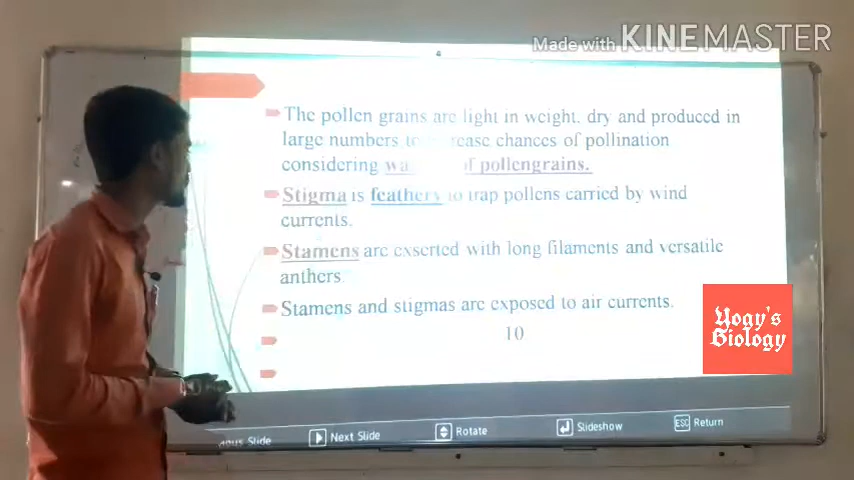 Made with KINEMASTER
The pollen grains are light in weight, dry and produced in
large numbers to increase chances of pollination
considering of pollengrains.
Stigma is feathery to trap pollens carried by wind
currents.
Stamens are exserted with long filaments and versatile
anthers.
Stamens and stigmas are exposed to air currents.
10
Yogy's
Biology
Slide
Next Slide
Rotate
Slideshow
ESC Return